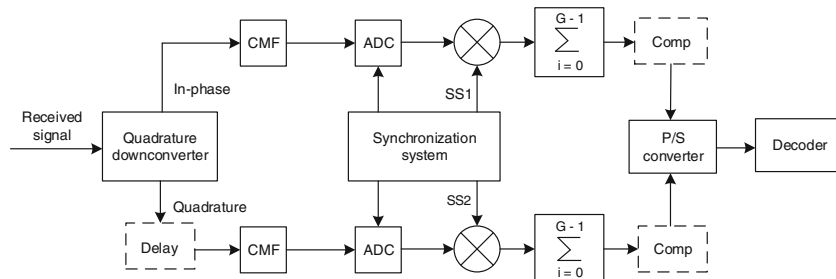 G - 1
CMF
ADC
∑
Comp
i = 0
In-phase
SS1
Received
signal
Quadrature
downconverter
Synchronization
system
P/S
converter
Decoder
Quadrature
SS2
G - 1
Delay
CMF
ADC
∑
Comp
i = 0